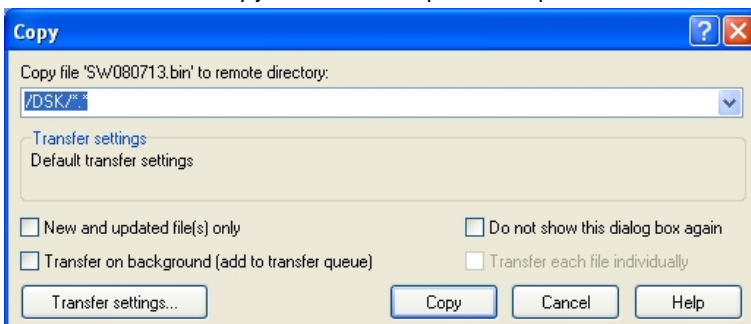 Copy
Copy file 'SW080713.bin' to remote directory:
/DSK/*.*
Transfer settings
Default transfer settings
New and updated file(s) only
Do not show this dialog box again
Transfer on background (add to transfer queue)
Transfer each file individually
Transfer settings...
Copy
Cancel
Help